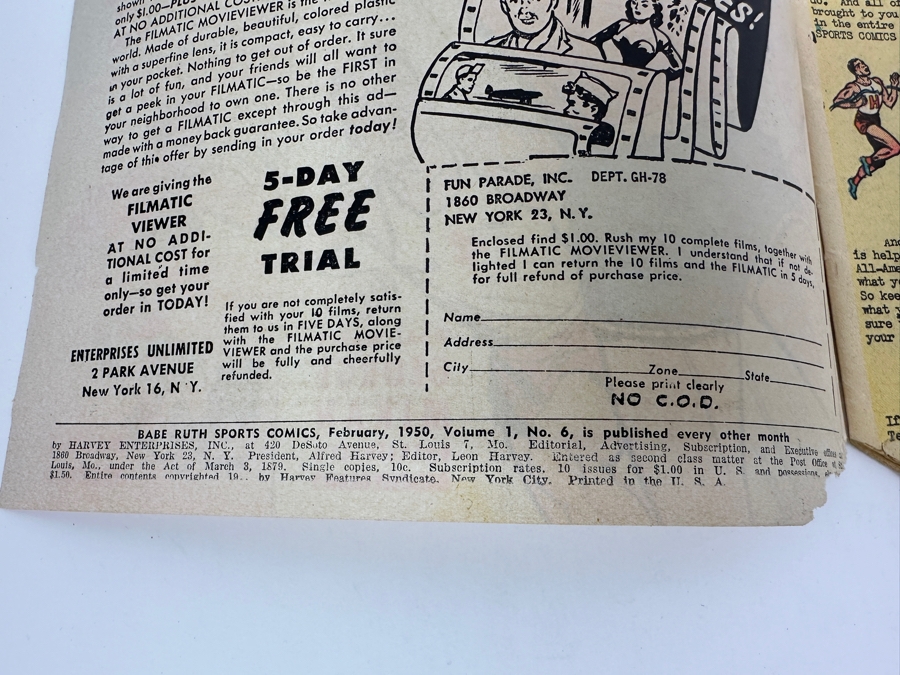 shown
only $1.00—PLUS
AT NO ADDITIONAL COST
The FILMATIC MOVIEVIEWER is the
world. Made of durable, beautiful, colored plastic
with a superfine lens, it is compact, easy to carry...
in your pocket. Nothing to get out of order. It sure
is a lot of fun, and your friends will all want to
get a peek in your FILMATIC—so be the FIRST in
your neighborhood to own one. There is no other
way to get a FILMATIC except through this ad—
made with a money back guarantee. So take advan-
tage of this offer by sending in your order today!
We are giving the
FILMATIC
VIEWER
AT NO ADDI-
TIONAL COST for
a limited time
only—so get your
order in TODAY!
ENTERPRISES UNLIMITED
2 PARK AVENUE
New York 16, N.Y.
5-DAY
FREE
TRIAL
If you are not completely satis-
fied with your 10 films, return
them to us in FIVE DAYS, along
with the FILMATIC MOVIE-
VIEWER and the purchase price
will be fully and cheerfully
refunded.
ES!
FUN PARADE, INC. DEPT. GH-78
1860 BROADWAY
NEW YORK 23, N.Y.
Enclosed find $1.00. Rush my 10 complete films, together with
the FILMATIC MOVIEVIEWER. I understand that if not de-
lighted I can return the 10 films and the FILMATIC in 5 days,
for full refund of purchase price.
Name
Address
City Zone State
Please print clearly
NO C.O.D.
BABE RUTH SPORTS COMICS, February, 1950, Volume 1, No. 6, is published every other month
by HARVEY ENTERPRISES, INC., at 420 DeSoto Avenue, St. Louis 7, Mo. Editorial, Advertising, Subscription, and Executive offices
1860 Broadway, New York 23, N. Y. President, Alfred Harvey; Editor, Leon Harvey. Entered as second class matter at the Post Office at
Louis, Mo., under the Act of March 3, 1879. Single copies, 10c. Subscription rates. 10 issues for $1.00 in U. S. and possessions,
$1.50. Entire contents copyrighted 19.. by Harvey Features Syndicate, New York City. Printed in the U. S. A.
do. And all of
brought to you
in the entire
SPORTS COMICS
H
And
is help
All-Ame
what yo
So kee
what y
sure
your
If
Te